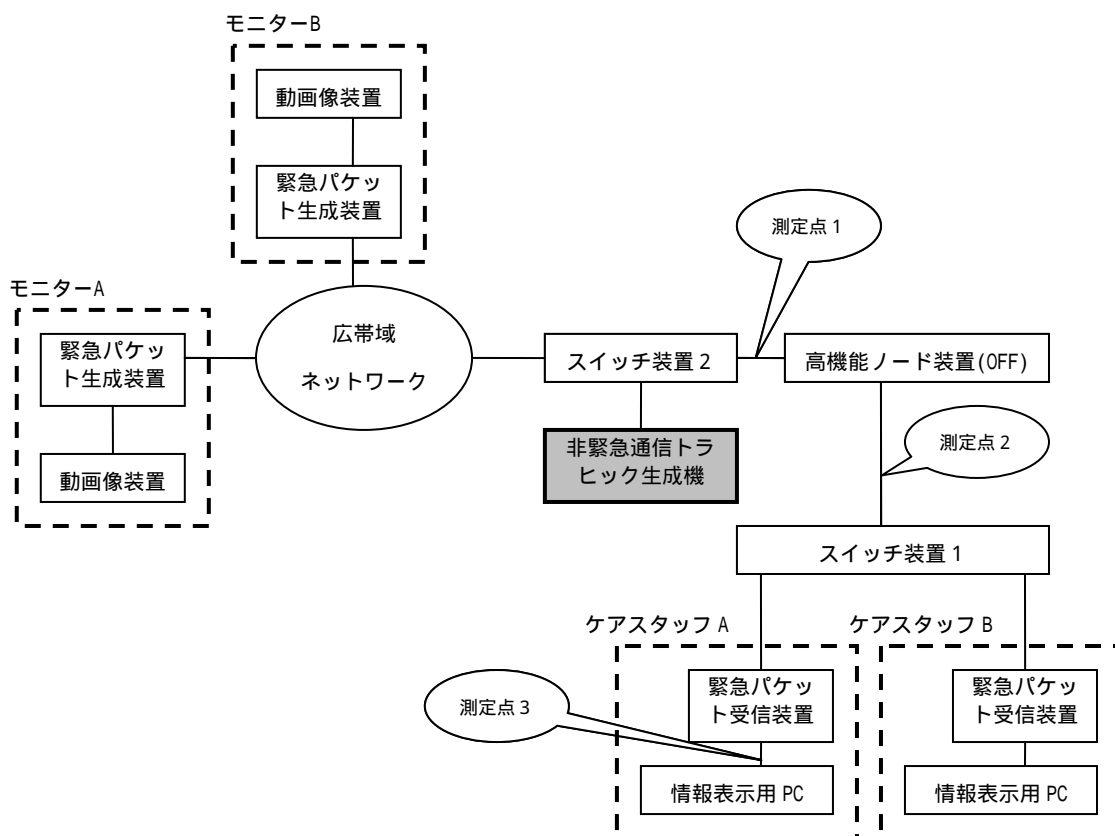 モニターB
動画像装置
緊急パケッ
ト生成装置
測定点1
モニターA
緊急パケッ
ト生成装置
動画像装置
広帯域
ネットワーク
スイッチ装置2
高機能ノード装置(OFF)
非緊急通信トラ
ヒック生成機
測定点2
スイッチ装置1
ケアスタッフA
ケアスタッフB
緊急パケッ
ト受信装置
緊急パケッ
ト受信装置
測定点3
情報表示用PC
情報表示用PC